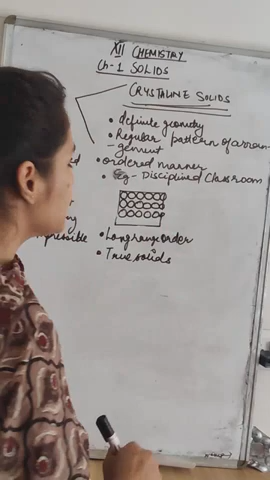 XII CHEMISTRY
Ch-1 SOLIDS
CRYSTALINE SOLIDS
• definite geometry
• Regular pattern of arran-
-gement
• ordered manner
• eg- Disciplined Classroom
• Long range order
• True solids